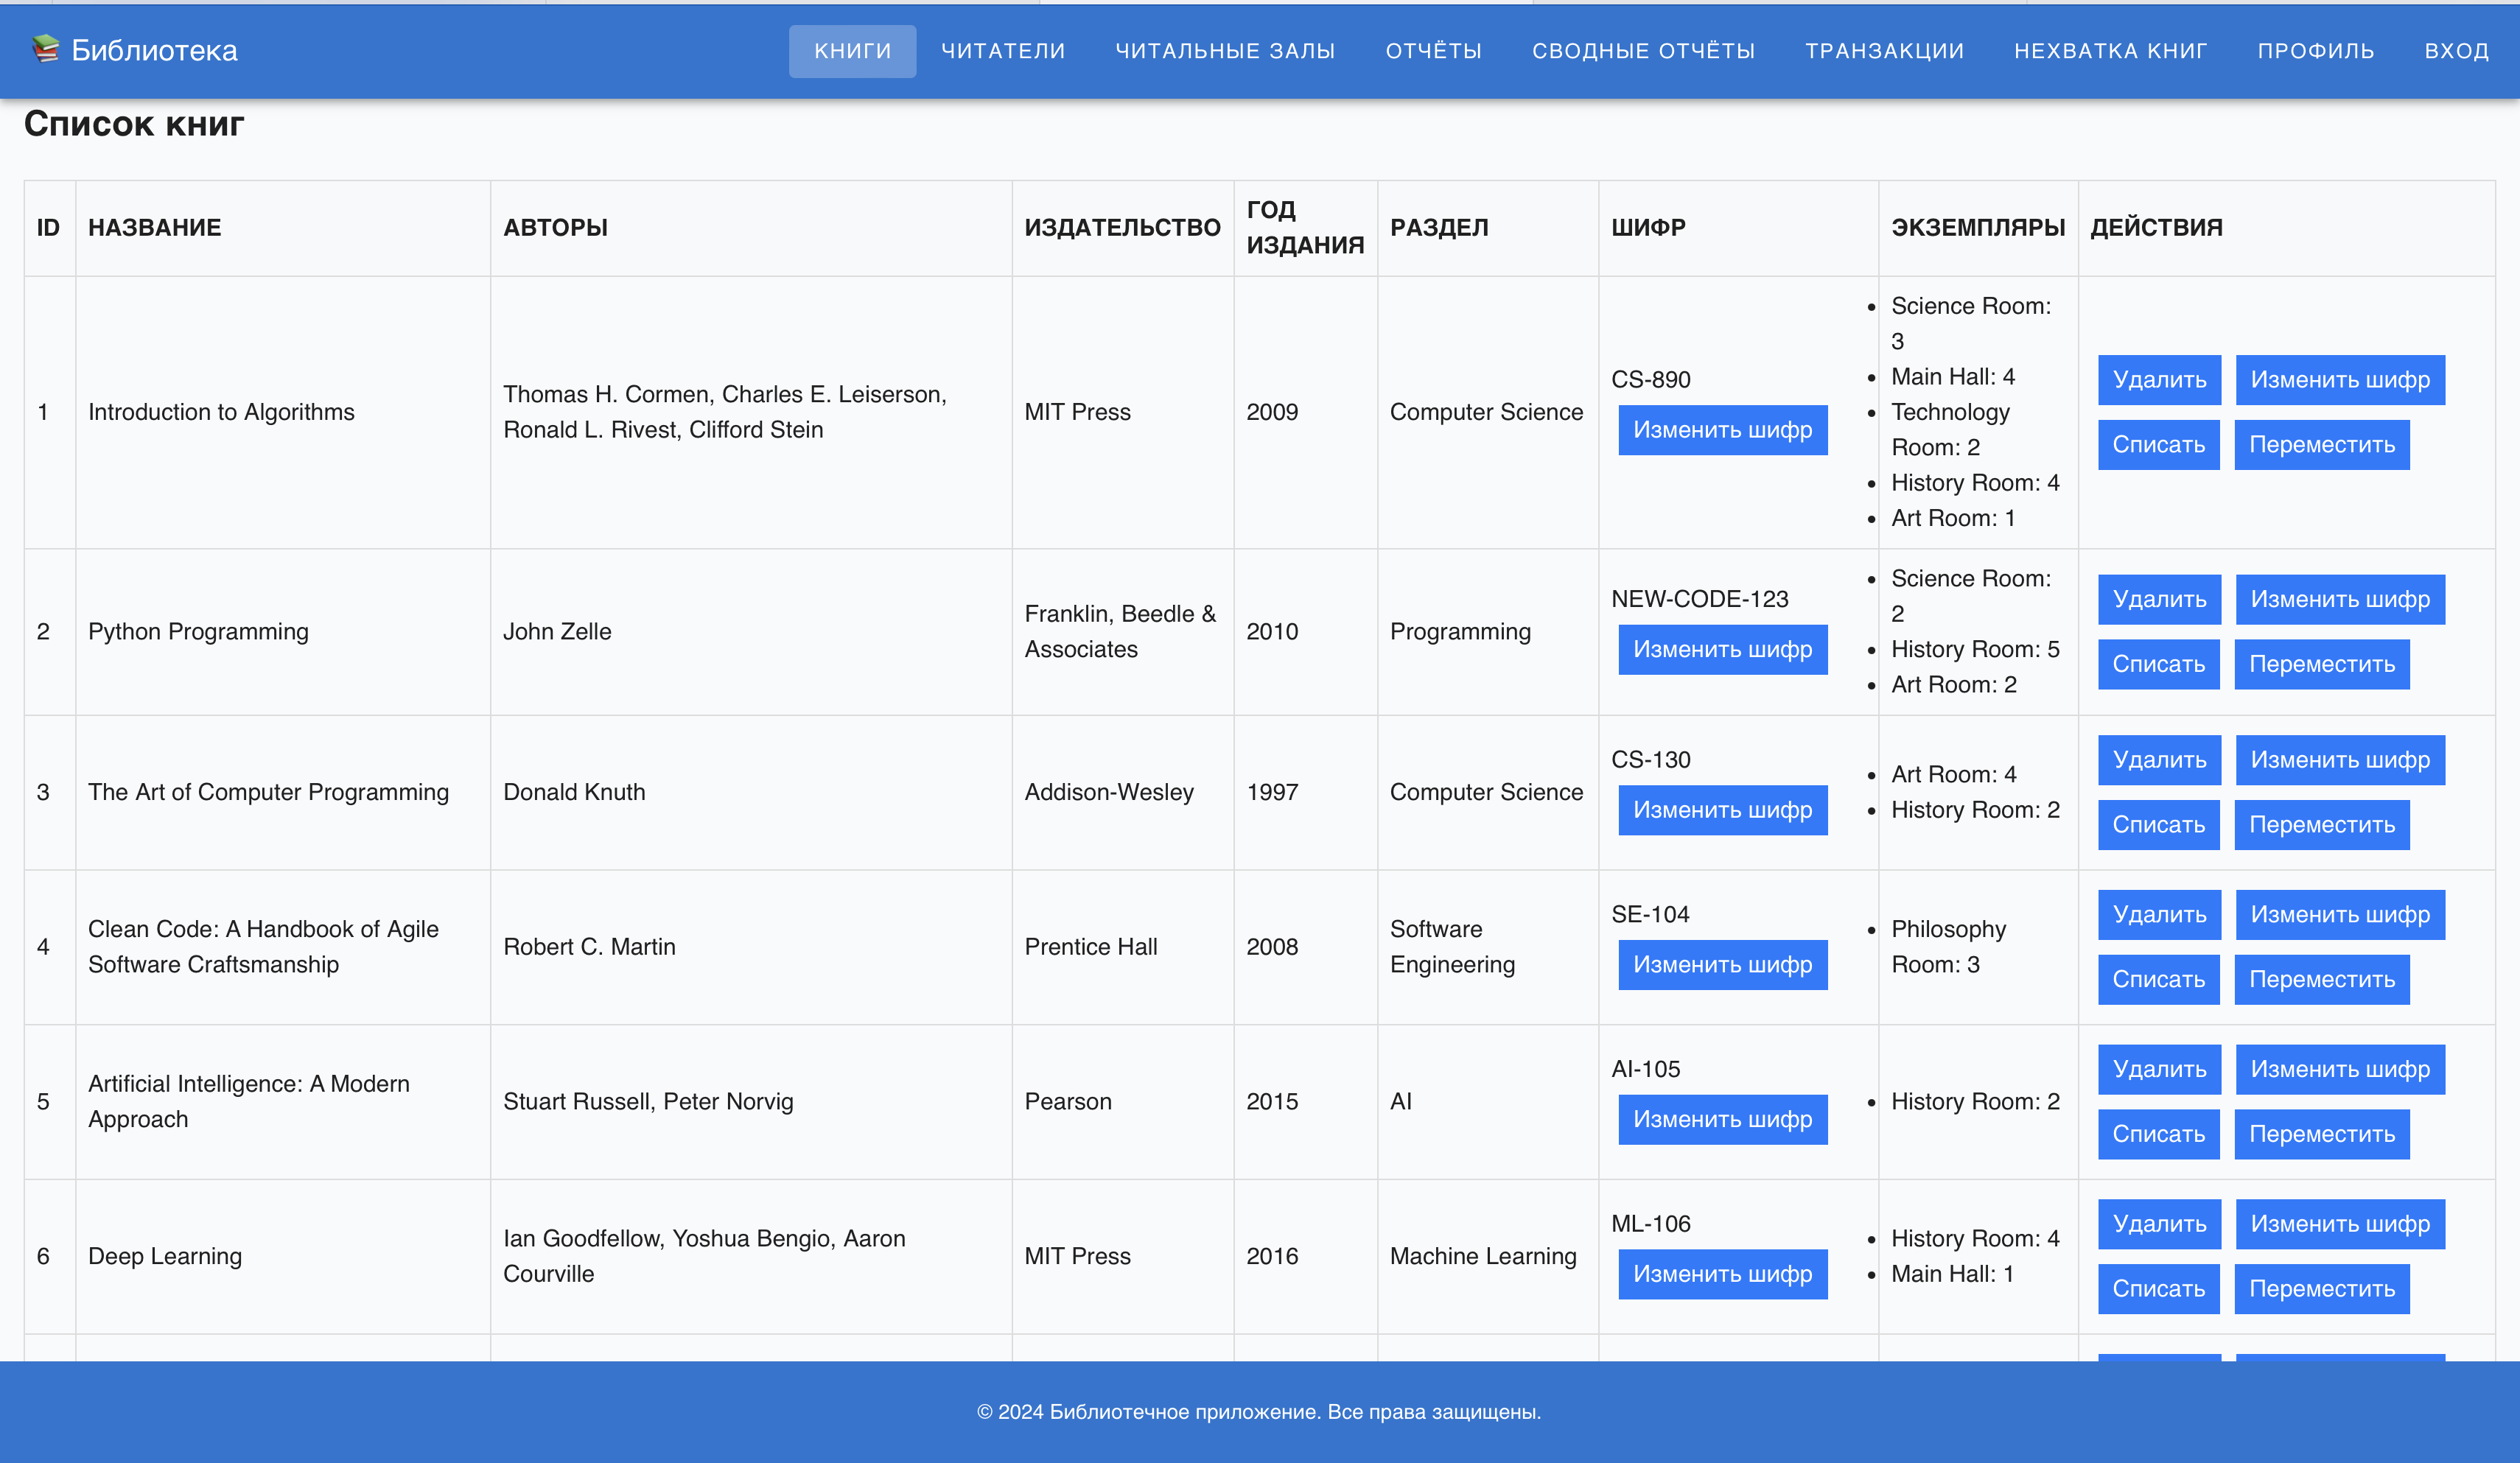 Библиотека
КНИГИ ЧИТАТЕЛИ ЧИТАЛЬНЫЕ ЗАЛЫ ОТЧЁТЫ СВОДНЫЕ ОТЧЁТЫ ТРАНЗАКЦИИ НЕХВАТКА КНИГ ПРОФИЛЬ ВХОД
Список книг
ID НАЗВАНИЕ АВТОРЫ ИЗДАТЕЛЬСТВО ГОД
ИЗДАНИЯ РАЗДЕЛ ШИФР ЭКЗЕМПЛЯРЫ ДЕЙСТВИЯ
1
Introduction to Algorithms
Thomas H. Cormen, Charles E. Leiserson,
Ronald L. Rivest, Clifford Stein
MIT Press
2009
Computer Science
CS-890
Изменить шифр
• Science Room:
3
• Main Hall: 4
• Technology
Room: 2
• History Room: 4
• Art Room: 1
Удалить Изменить шифр
Списать Переместить
2
Python Programming
John Zelle
Franklin, Beedle &
Associates
2010
Programming
NEW-CODE-123
Изменить шифр
• Science Room:
2
• History Room: 5
• Art Room: 2
Удалить Изменить шифр
Списать Переместить
3
The Art of Computer Programming
Donald Knuth
Addison-Wesley
1997
Computer Science
CS-130
Изменить шифр
• Art Room: 4
• History Room: 2
Удалить Изменить шифр
Списать Переместить
4
Clean Code: A Handbook of Agile
Software Craftsmanship
Robert C. Martin
Prentice Hall
2008
Software
Engineering
SE-104
Изменить шифр
• Philosophy
Room: 3
Удалить Изменить шифр
Списать Переместить
5
Artificial Intelligence: A Modern
Approach
Stuart Russell, Peter Norvig
Pearson
2015
AI
AI-105
Изменить шифр
• History Room: 2
Удалить Изменить шифр
Списать Переместить
6
Deep Learning
Ian Goodfellow, Yoshua Bengio, Aaron
Courville
MIT Press
2016
Machine Learning
ML-106
Изменить шифр
• History Room: 4
• Main Hall: 1
Удалить Изменить шифр
Списать Переместить
© 2024 Библиотечное приложение. Все права защищены.